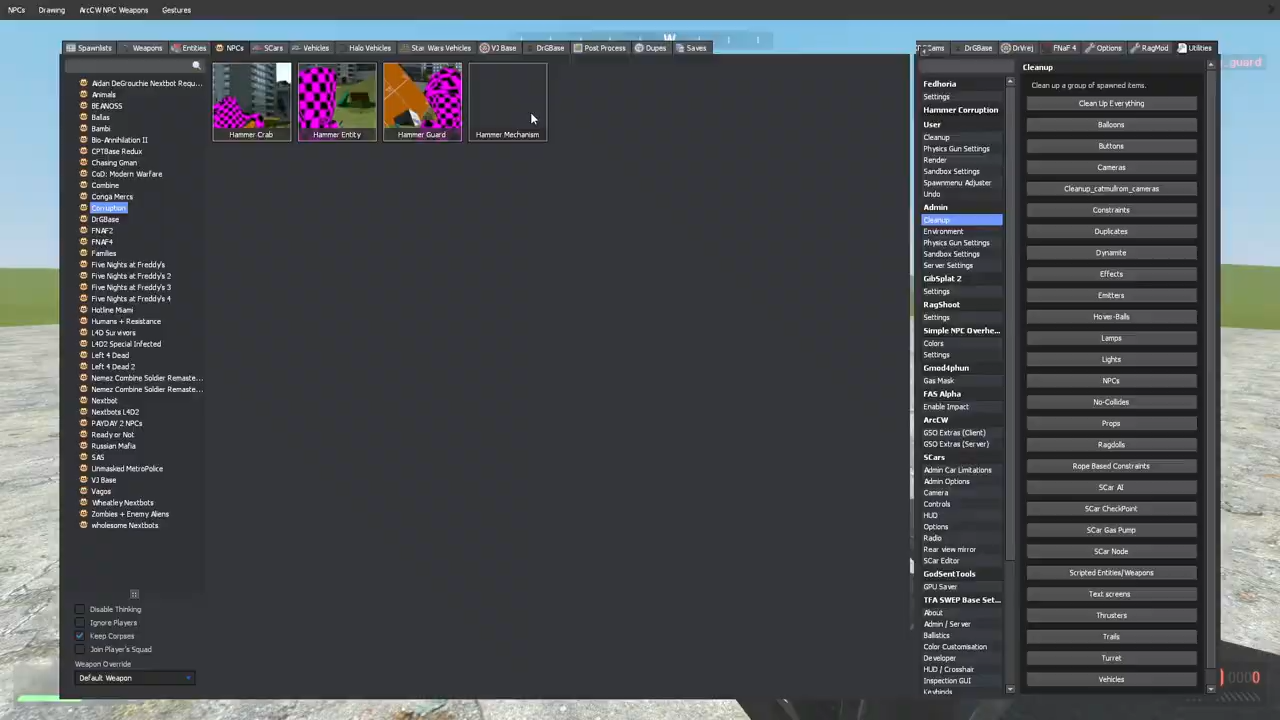 NPCs Drawing ArcCW NPC Weapons Gestures
W
Spawnlists Weapons Entities NPCs SCars Vehicles Halo Vehicles Star Wars Vehicles VJ Base DrGBase Post Process Dupes Saves
DrGBase DrVrej FNAF 4 Options RagMod Utilities
Hammer Crab Hammer Entity Hammer Guard Hammer Mechanism
Aidan DeGrouchie Nextbot Requ...
Animals
BEANOSS
Ballas
Bambi
Bio-Annihilation II
CPTBase Redux
Chasing Gman
CoD: Modern Warfare
Combine
Conga Mercs
Corruption
DrGBase
FNAF2
FNAF4
Families
Five Nights at Freddy's
Five Nights at Freddy's 2
Five Nights at Freddy's 3
Five Nights at Freddy's 4
Hotline Miami
Humans + Resistance
L4D Survivors
L4D2 Special Infected
Left 4 Dead
Left 4 Dead 2
Nemez Combine Soldier Remaste...
Nemez Combine Soldier Remaste...
Nextbot
Nextbots L4D2
PAYDAY 2 NPCs
Ready or Not
Russian Mafia
SAS
Unmasked MetroPolice
VJ Base
Vagos
Wheatley Nextbots
Zombies + Enemy Aliens
wholesome Nextbots
Disable Thinking
Ignore Players
Keep Corpses
Join Player's Squad
Weapon Override
Default Weapon
Fedhoria
Settings
Hammer Corruption
User
Cleanup
Physics Gun Settings
Render
Sandbox Settings
Spawnmenu Adjuster
Undo
Admin
Cleanup
Environment
Physics Gun Settings
Sandbox Settings
Server Settings
GibSplat 2
Settings
RagShoot
Settings
Simple NPC Overhe...
Colors
Settings
Gmod4phun
Gas Mask
FAS Alpha
Enable Impact
ArcCW
GSO Extras (Client)
GSO Extras (Server)
SCars
Admin Car Limitations
Admin Options
Camera
Controls
HUD
Options
Radio
Rear view mirror
SCar Editor
GodSentTools
GPU Saver
TFA SWEP Base Set...
About
Admin / Server
Ballistics
Color Customisation
Developer
HUD / Crosshair
Inspection GUI
Keybinds
Cleanup
Clean up a group of spawned items.
Clean Up Everything
Balloons
Buttons
Cameras
Cleanup_catmullrom_cameras
Constraints
Duplicates
Dynamite
Effects
Emitters
Hover-Balls
Lamps
Lights
NPCs
No-Collides
Props
Ragdolls
Rope Based Constraints
SCar AI
SCar CheckPoint
SCar Gas Pump
SCar Node
Scripted Entities/Weapons
Text screens
Thrusters
Trails
Turret
Vehicles